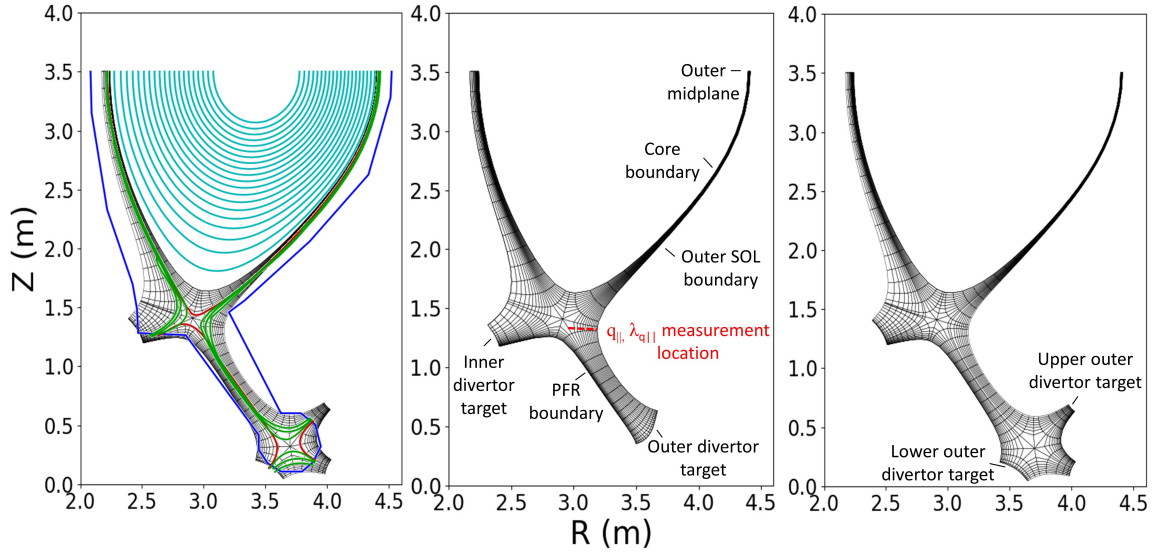 4.0
3.5
3.0
2.5
2.0
1.5
1.0
0.5
0.0
2.0 2.5 3.0 3.5 4.0 4.5
Z (m)
4.0
3.5
3.0
2.5
2.0
1.5
1.0
0.5
0.0
2.0 2.5 3.0 3.5 4.0 4.5
Outer
midplane
Core
boundary
Outer SOL
boundary
q||, λq|| measurement
location
Inner
divertor
target
PFR
boundary
Outer divertor
target
R (m)
4.0
3.5
3.0
2.5
2.0
1.5
1.0
0.5
0.0
2.0 2.5 3.0 3.5 4.0 4.5
Upper outer
divertor target
Lower outer
divertor target